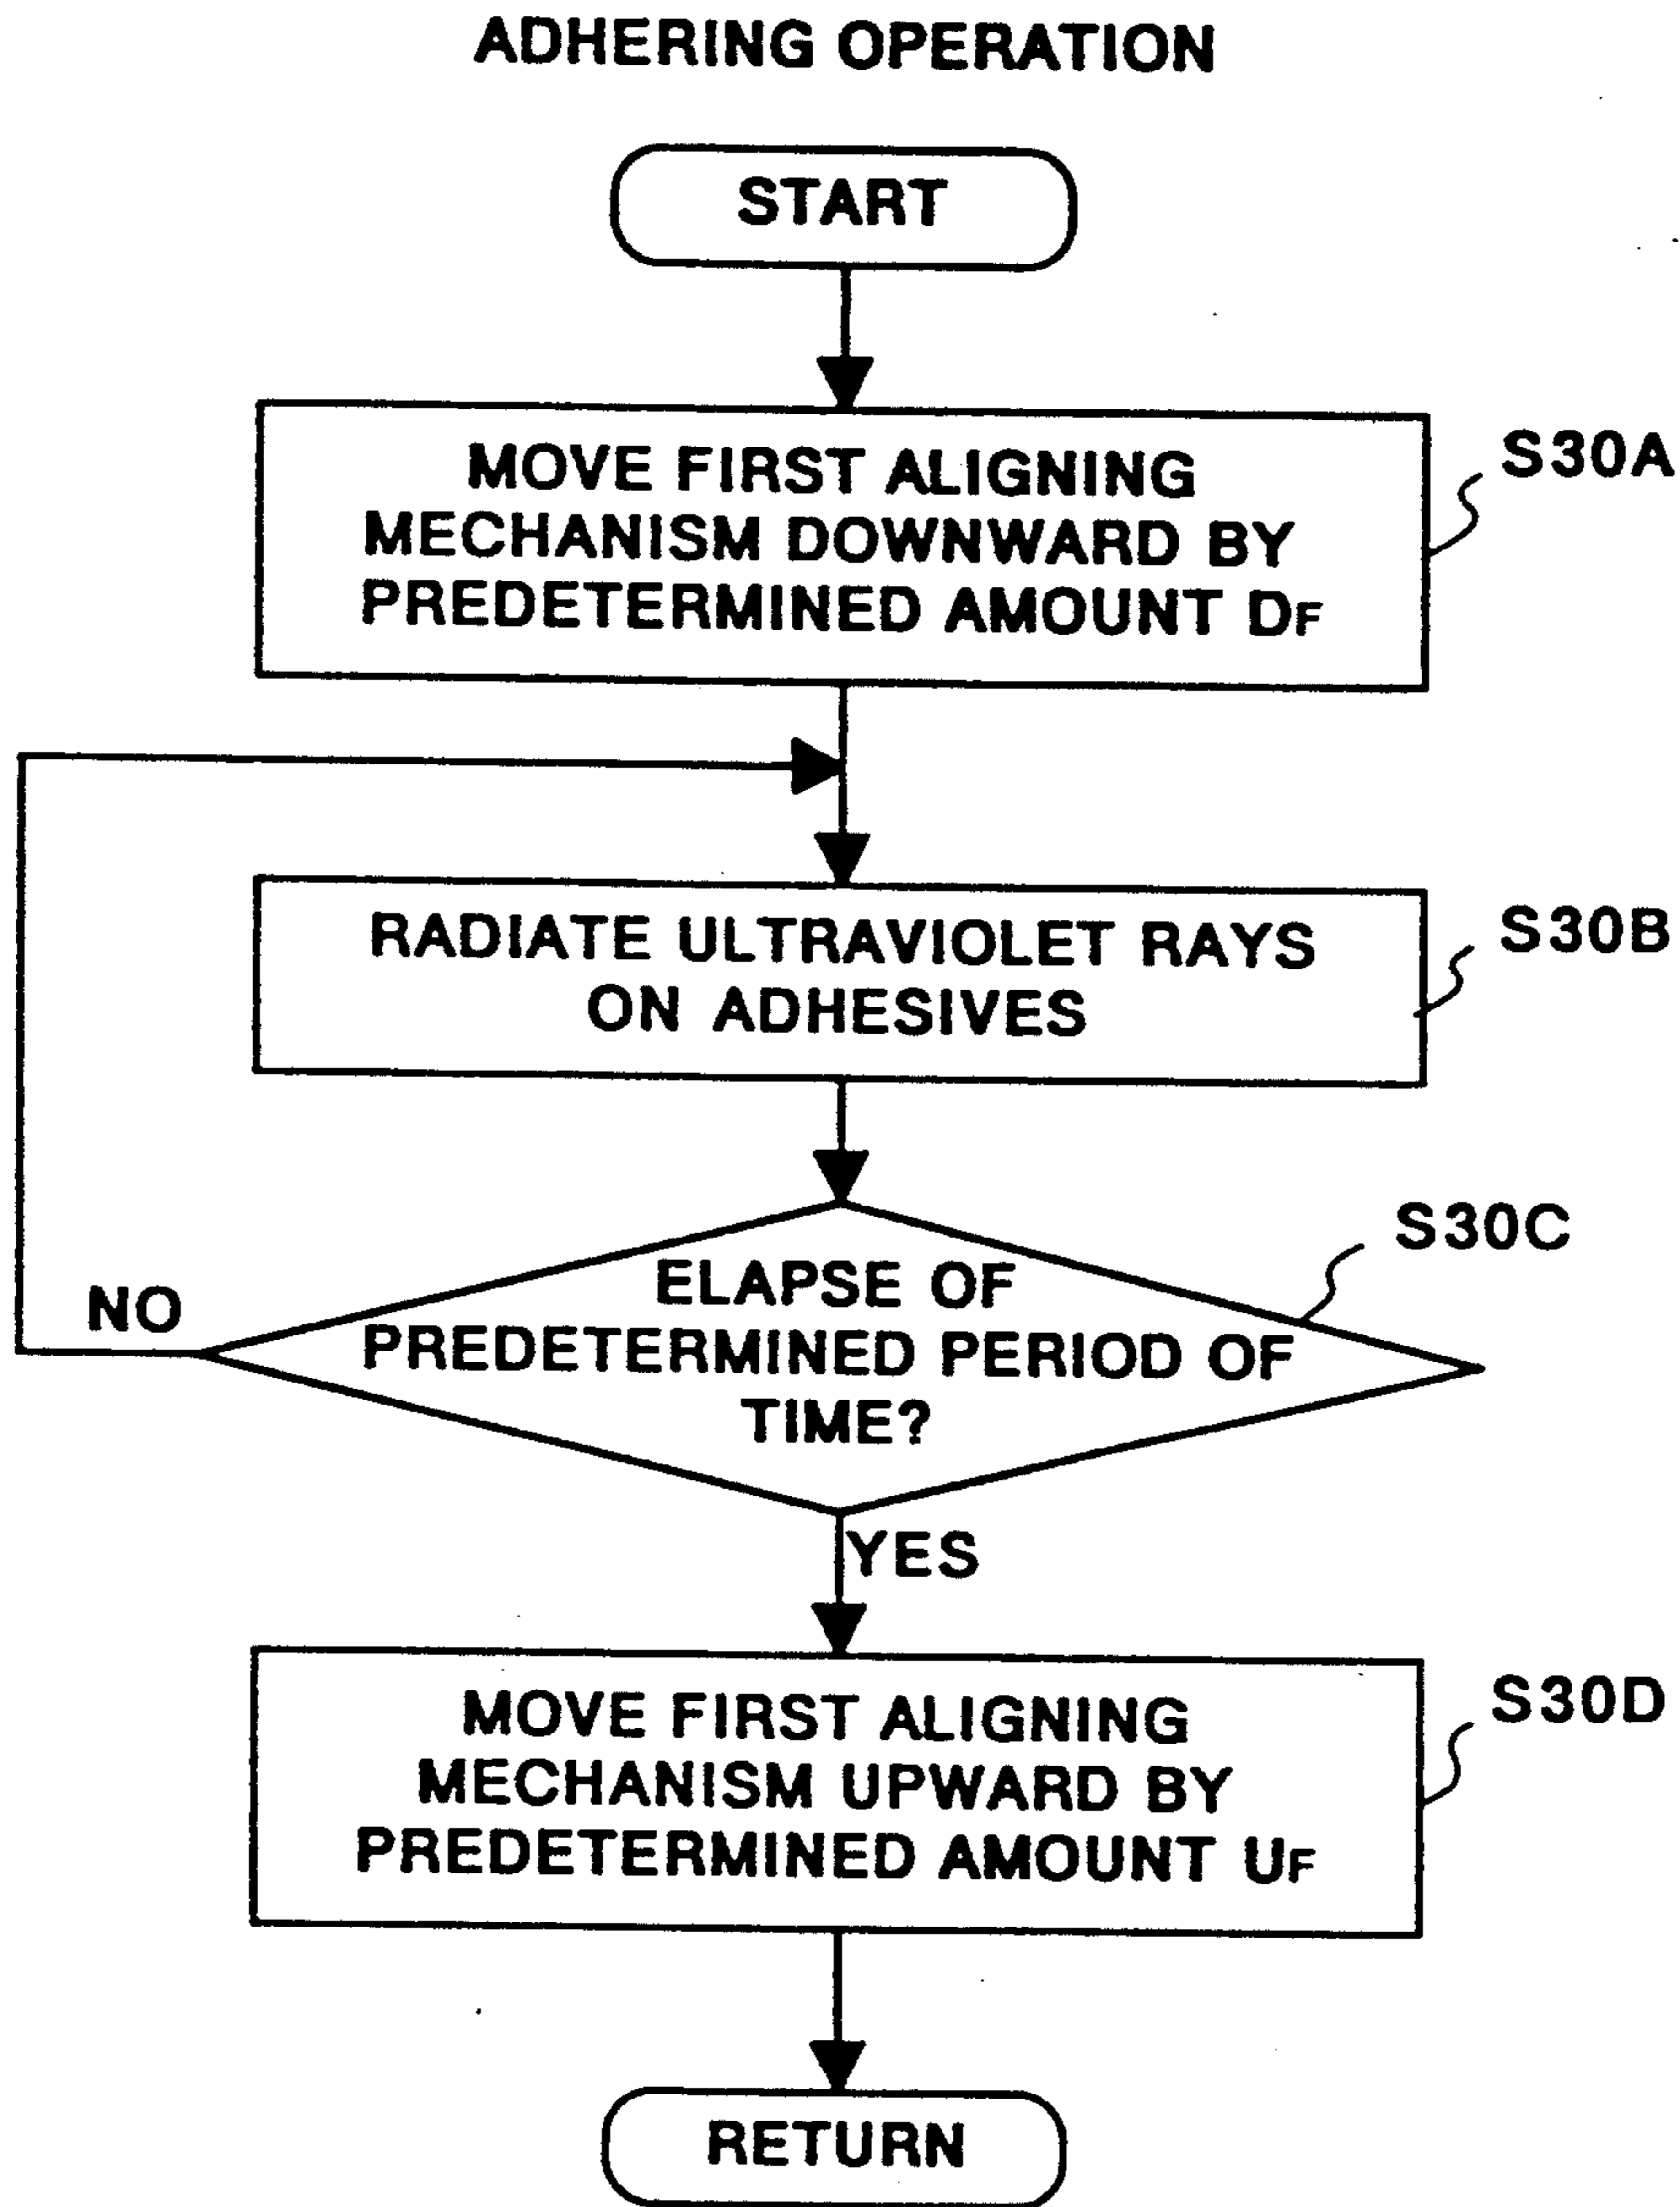 ADHERING OPERATION
START
MOVE FIRST ALIGNING
MECHANISM DOWNWARD BY
PREDETERMINED AMOUNT DF
S30A
RADIATE ULTRAVIOLET RAYS
ON ADHESIVES
S30B
ELAPSE OF
PREDETERMINED PERIOD OF
TIME?
S30C
NO
YES
MOVE FIRST ALIGNING
MECHANISM UPWARD BY
PREDETERMINED AMOUNT UF
S30D
RETURN